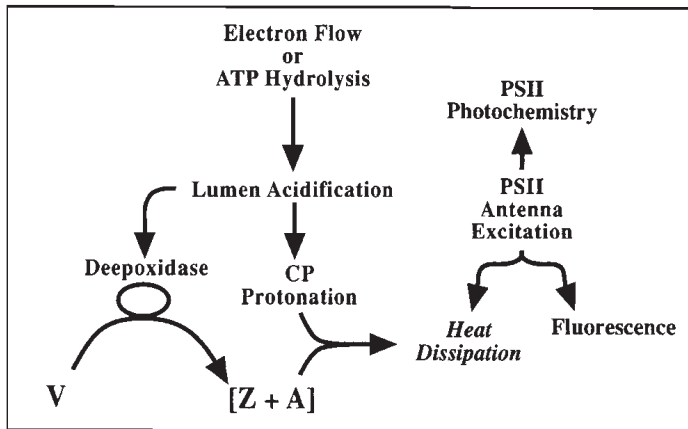 Electron Flow
or
ATP Hydrolysis
PSII
Photochemistry
Lumen Acidification
PSII
Antenna
Excitation
Deepoxidase
CP
Protonation
Heat
Dissipation
Fluorescence
V
[Z + A]